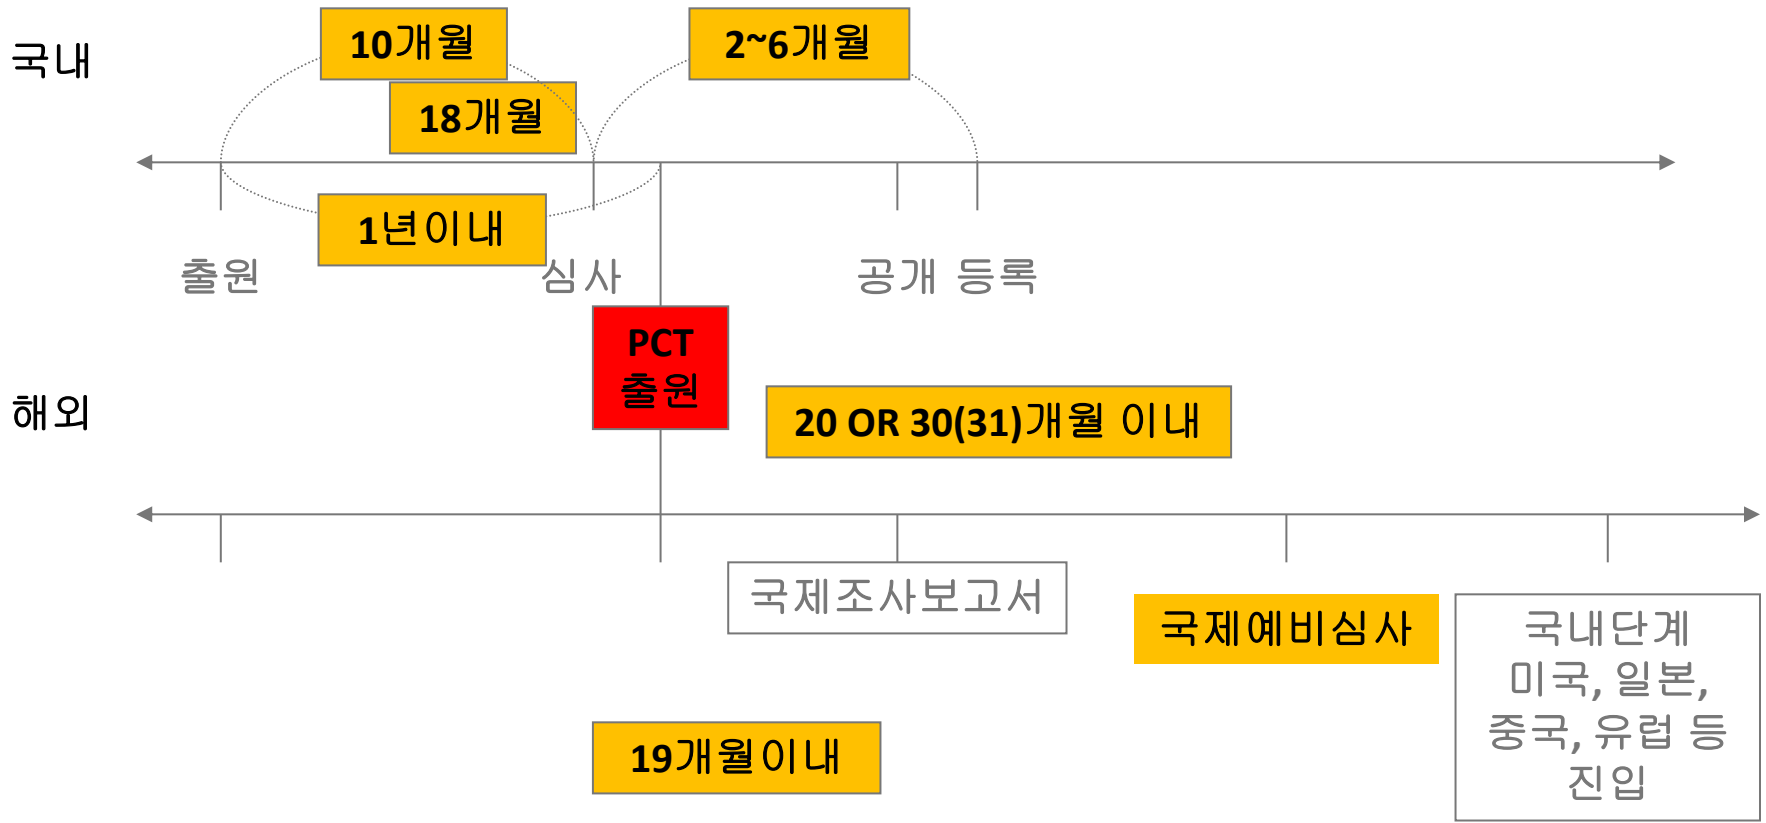 국내
10개월
2~6개월
18개월
1년이내
출원
심사
공개 등록
PCT
출원
해외
20 OR 30(31)개월 이내
국제조사보고서
국제예비심사
국내단계
미국, 일본,
중국, 유럽 등
진입
19개월이내